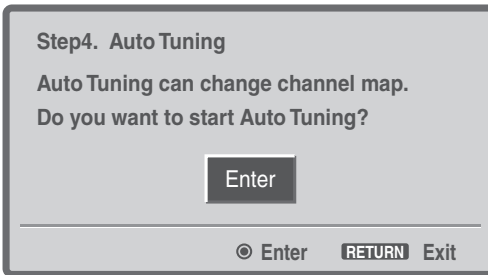 Step4. Auto Tuning
Auto Tuning can change channel map.
Do you want to start Auto Tuning?
Enter
Enter RETURN Exit